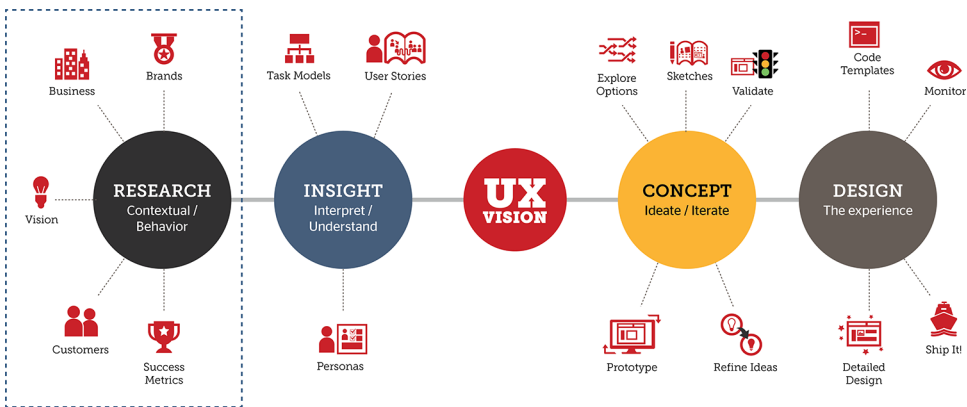 Business
Brands
Vision
RESEARCH
Contextual /
Behavior
Customers
Success
Metrics
Task Models
User Stories
INSIGHT
Interpret /
Understand
Personas
UX
VISION
Explore
Options
Sketches
Validate
CONCEPT
Ideate / Iterate
Prototype
Refine Ideas
Code
Templates
Monitor
DESIGN
The experience
Detailed
Design
Ship It!